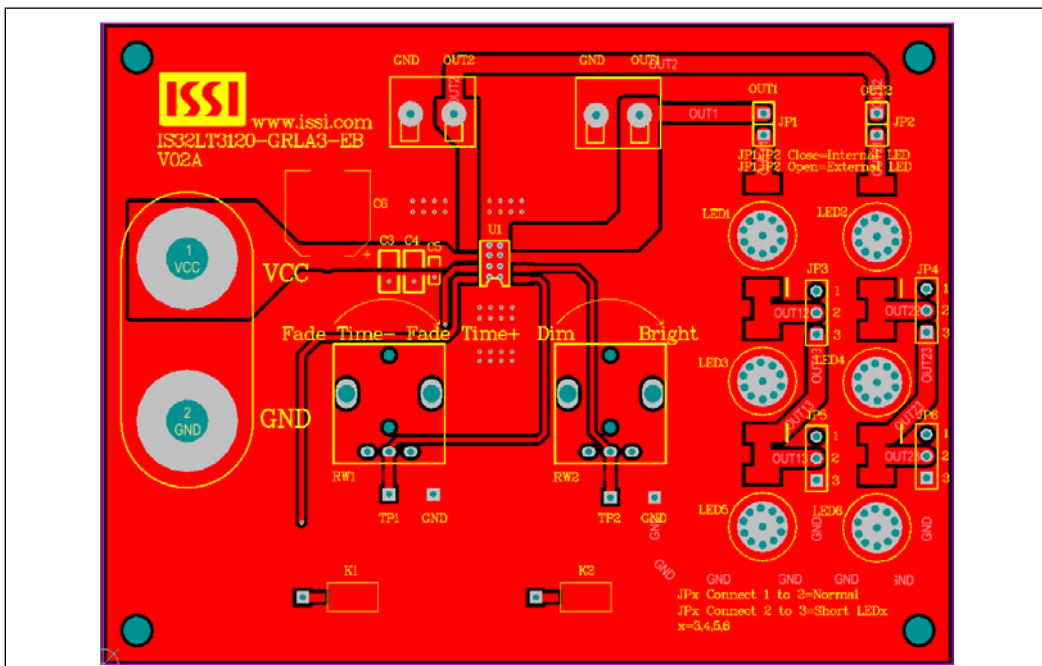 GND
OUT2
GND
OUT1
OUT2
OUT2
ISSI
www.issi.com
IS32LT3120-GRLA3-EB
V02A
OUT1
OUT1
JP1
OUT2
JP2
JP1,JP2 Close=Internal LED
JP1,JP2 Open=External LED
C6
LED1
LED2
U1
C3
C4
C5
+
1
VCC
VCC
JP3
1
2
3
JP4
1
2
3
OUT12
OUT22
Fade Time-
Fade Time+
Dim
Bright
LED3
LED4
OUT13
OUT23
2
GND
GND
OUT13
OUT23
JP5
1
2
3
JP6
1
2
3
OUT13
OUT23
RW1
RW2
TP1
GND
TP2
GND
GND
LED5
LED6
GND
GND
K1
K2
GND
GND
GND
GND
GND
JPx Connect 1 to 2=Normal
JPx Connect 2 to 3=Short LEDx
x=3,4,5,6